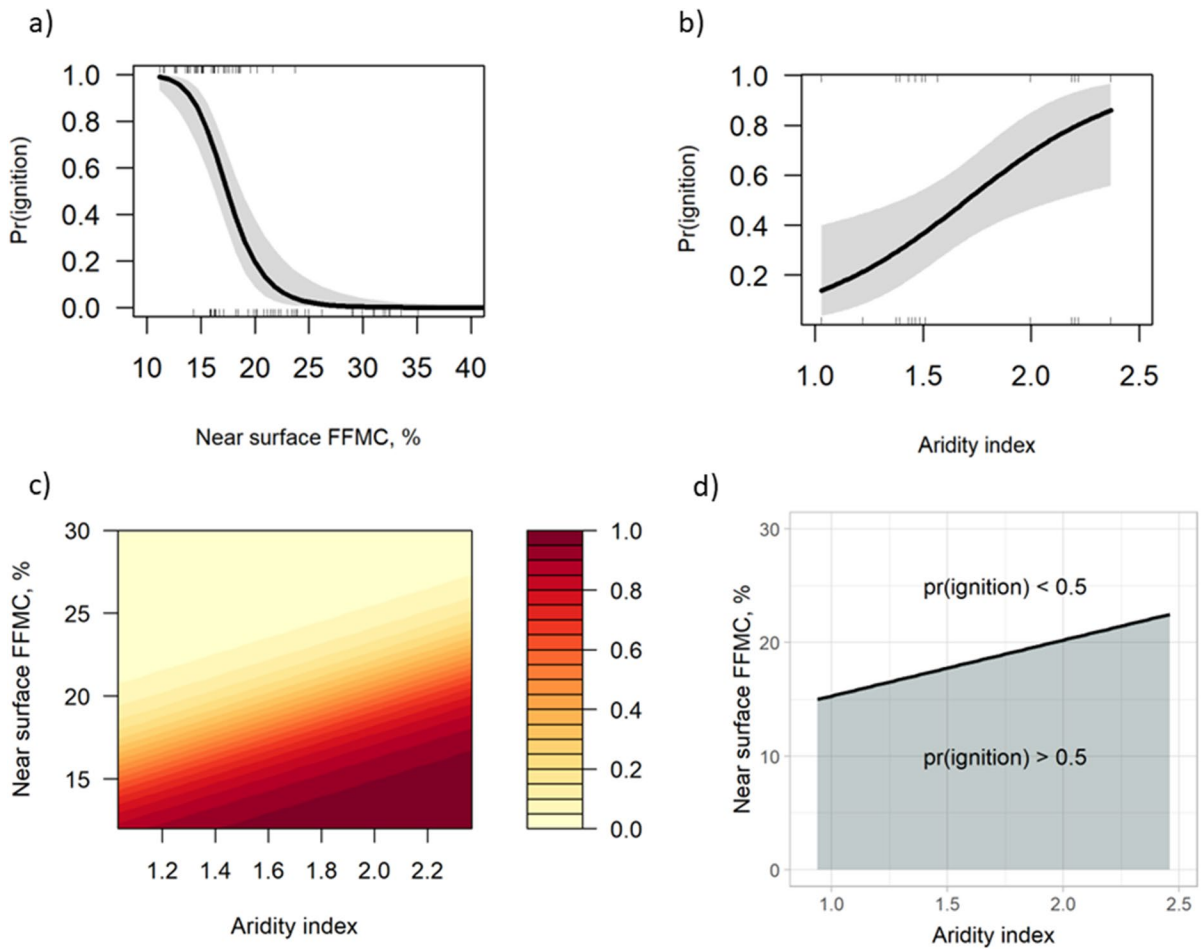 a)
1.0
0.8
0.6
0.4
0.2
0.0
Pr(ignition)
10 15 20 25 30 35 40
Near surface FFMC, %
b)
1.0
0.8
0.6
0.4
0.2
Pr(ignition)
1.0 1.5 2.0 2.5
Aridity index
c)
30
25
20
15
Near surface FFMC, %
1.2 1.4 1.6 1.8 2.0 2.2
Aridity index
1.0
0.8
0.6
0.4
0.2
0.0
d)
30
20
10
0
Near surface FFMC, %
pr(ignition) < 0.5
pr(ignition) > 0.5
1.0 1.5 2.0 2.5
Aridity index